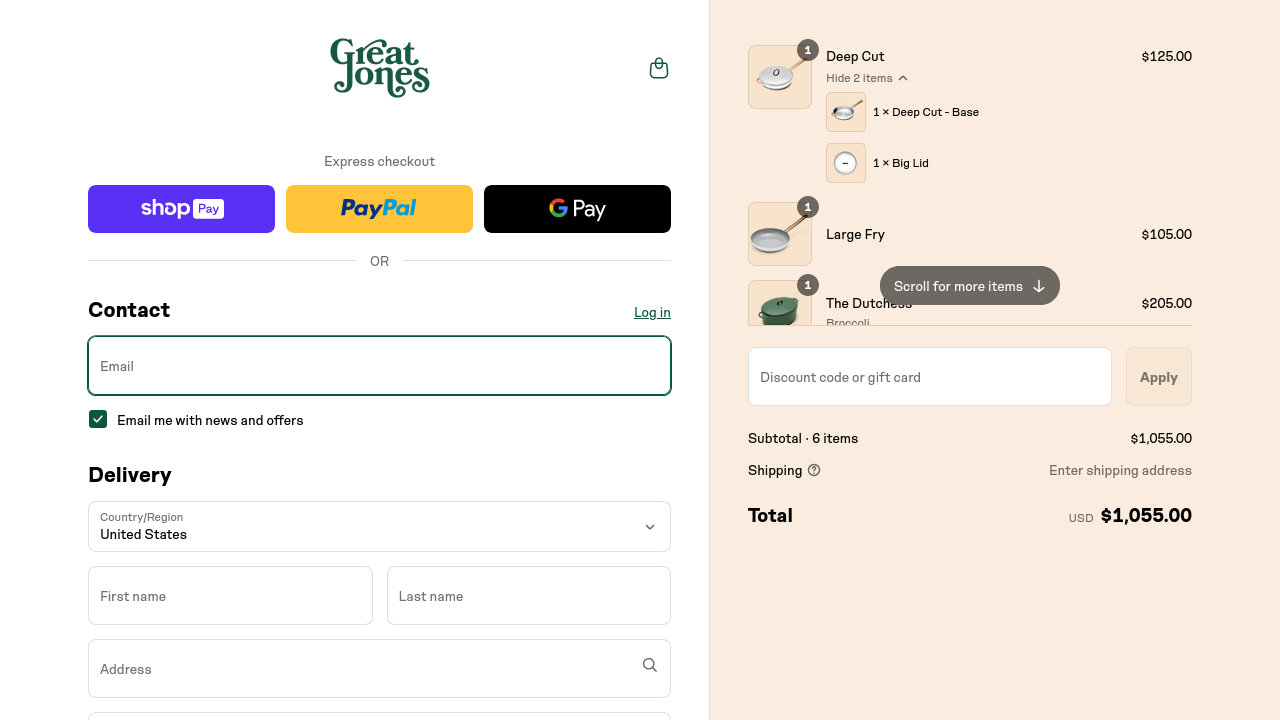 Great
Jones
Express checkout
shop Pay
PayPal
G Pay
OR
Contact
Log in
Email
Email me with news and offers
Delivery
Country/Region
United States
First name
Last name
Address
1
Deep Cut
$125.00
Hide 2 items
1 × Deep Cut - Base
1 × Big Lid
1
Large Fry
$105.00
Scroll for more items
1
The Dutchess
$205.00
Broccoli
Discount code or gift card
Apply
Subtotal · 6 items
$1,055.00
Shipping
Enter shipping address
Total
USD $1,055.00